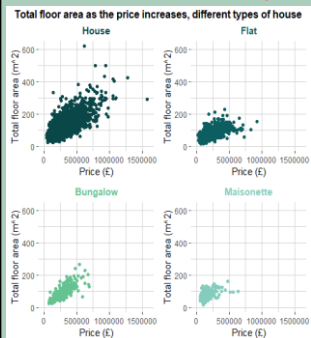 Total floor area as the price increases, different types of house
House
Flat
Total floor area (m^2)
600
400
200
0
0 500000 1000000 1500000
Price (£)
Total floor area (m^2)
600
400
200
0
0 500000 1000000 1500000
Price (£)
Bungalow
Maisonette
Total floor area (m^2)
600
400
200
0
0 500000 1000000 1500000
Price (£)
Total floor area (m^2)
600
400
200
0
0 500000 1000000 1500000
Price (£)